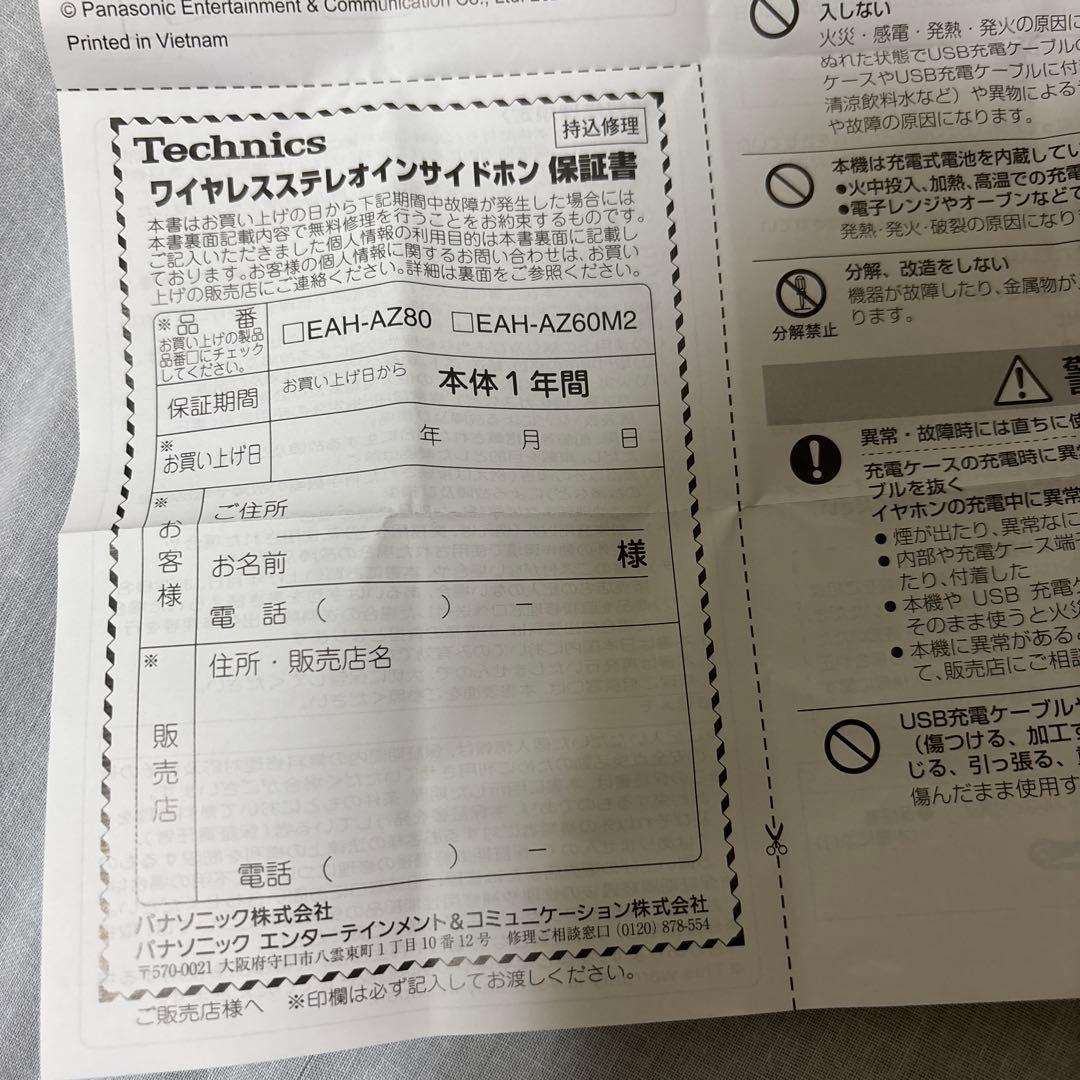 © Panasonic Entertainment & Communication Co., Ltd.
Printed in Vietnam
Technics
持込修理
ワイヤレスステレオインサイドホン 保証書
本書はお買い上げの日から下記期間中故障が発生した場合には
本書裏面記載内容で無料修理を行うことをお約束するものです。
ご記入いただきました個人情報の利用目的は本書裏面に記載し
ております。お客様の個人情報に関するお問い合わせは、お買い
上げの販売店にご連絡ください。詳細は裏面をご参照ください。
※品 番
お買い上げの製品
品番□にチェック
してください。
□EAH-AZ80 □EAH-AZ60M2
保証期間
お買い上げ日から 本体1年間
※
お買い上げ日
年 月 日
※
お客様
ご住所
お名前 様
電 話 ( ) −
※
販売店
住所・販売店名
電話 ( ) −
パナソニック株式会社
パナソニック エンターテインメント&コミュニケーション株式会社
〒570-0021 大阪府守口市八雲東町1丁目10番12号 修理ご相談窓口 (0120) 878-554
ご販売店様へ ※印欄は必ず記入してお渡しください。
入しない
火災・感電・発熱・発火の原因に
ぬれた状態でUSB充電ケーブルの
ケースやUSB充電ケーブルに付
清涼飲料水など)や異物による
や故障の原因になります。
本機は充電式電池を内蔵してい
●火中投入、加熱、高温での充電
●電子レンジやオーブンなどで
発熱・発火・破裂の原因になり
分解禁止
分解、改造をしない
機器が故障したり、金属物が
ります。
異常・故障時には直ちに使
充電ケースの充電時に異常
ブルを抜く
イヤホンの充電中に異常
● 煙が出たり、異常なに
● 内部や充電ケース端子
たり、付着した
● 本機や USB 充電ケ
そのまま使うと火災
● 本機に異常がある
て、販売店にご相談
USB充電ケーブルや
(傷つける、加工す
じる、引っ張る、
傷んだまま使用す